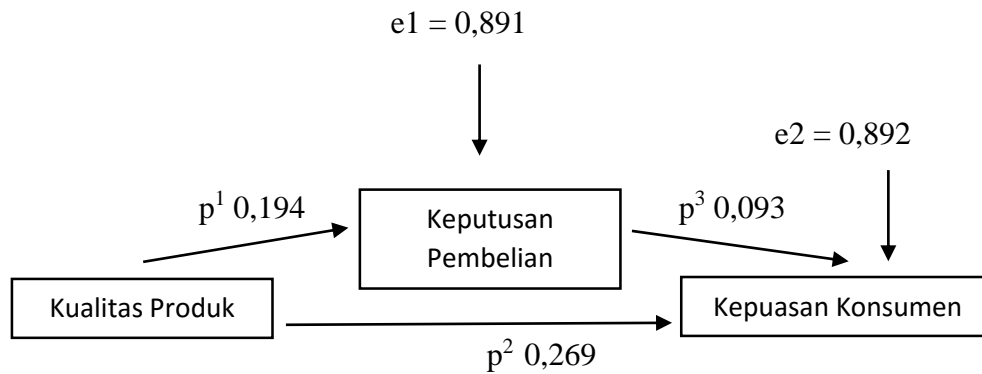 e1 = 0,891
e2 = 0,892
p¹ 0,194
Keputusan
Pembelian
p³ 0,093
Kualitas Produk
Kepuasan Konsumen
p² 0,269